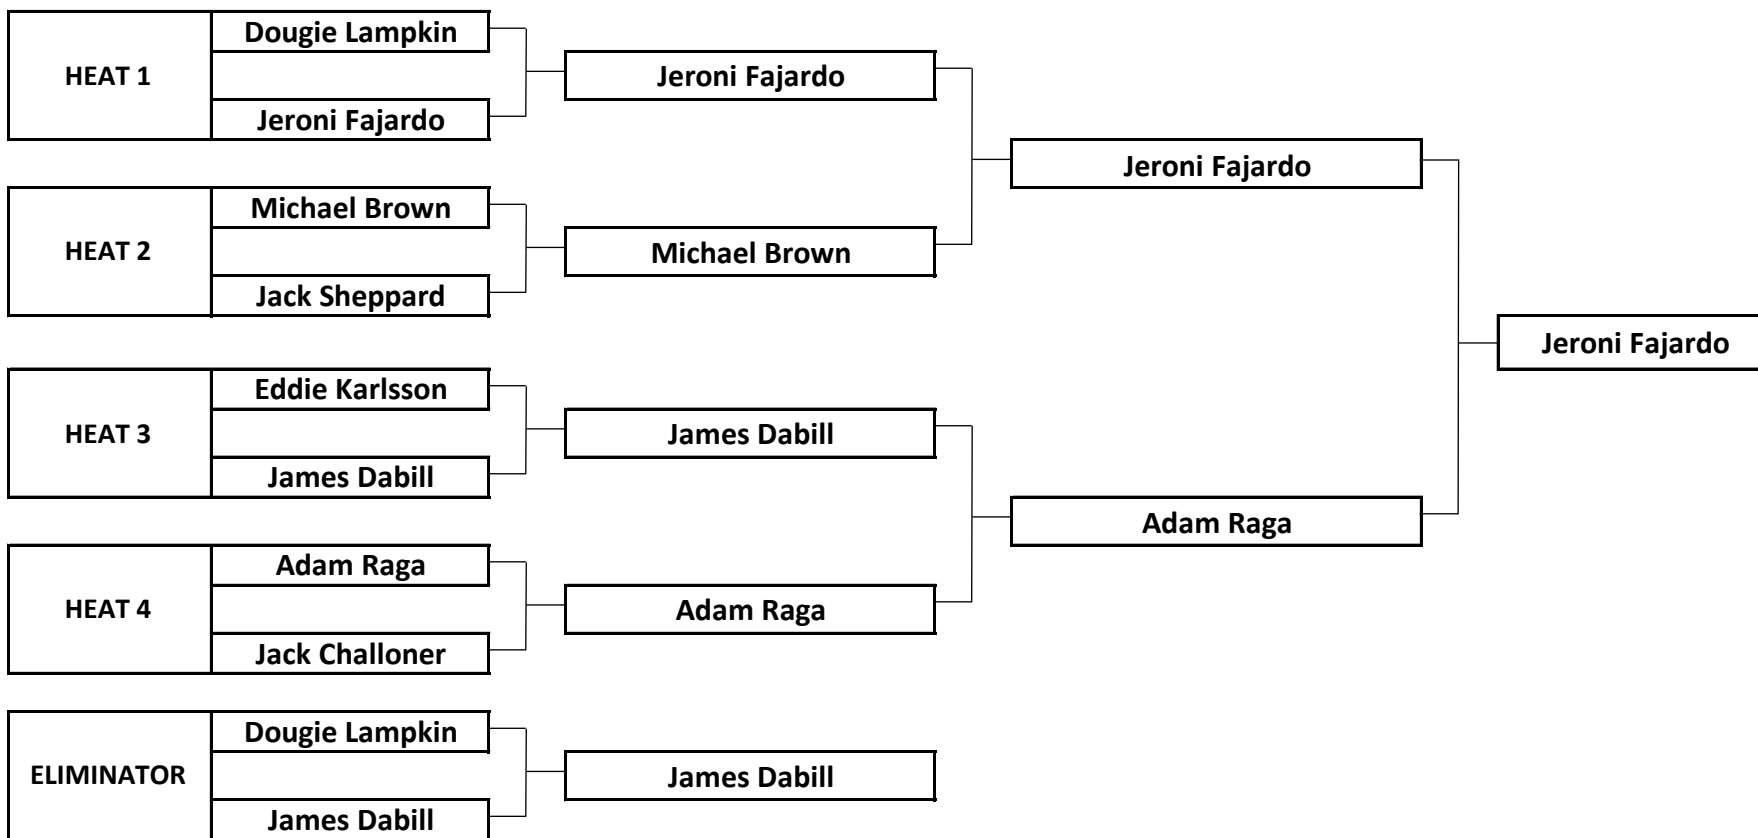 Dougie Lampkin
HEAT 1
Jeroni Fajardo
Jeroni Fajardo
Jeroni Fajardo
Michael Brown
HEAT 2
Michael Brown
Jack Sheppard
Jeroni Fajardo
Eddie Karlsson
HEAT 3
James Dabill
James Dabill
Adam Raga
Adam Raga
HEAT 4
Adam Raga
Jack Challoner
Dougie Lampkin
ELIMINATOR
James Dabill
James Dabill